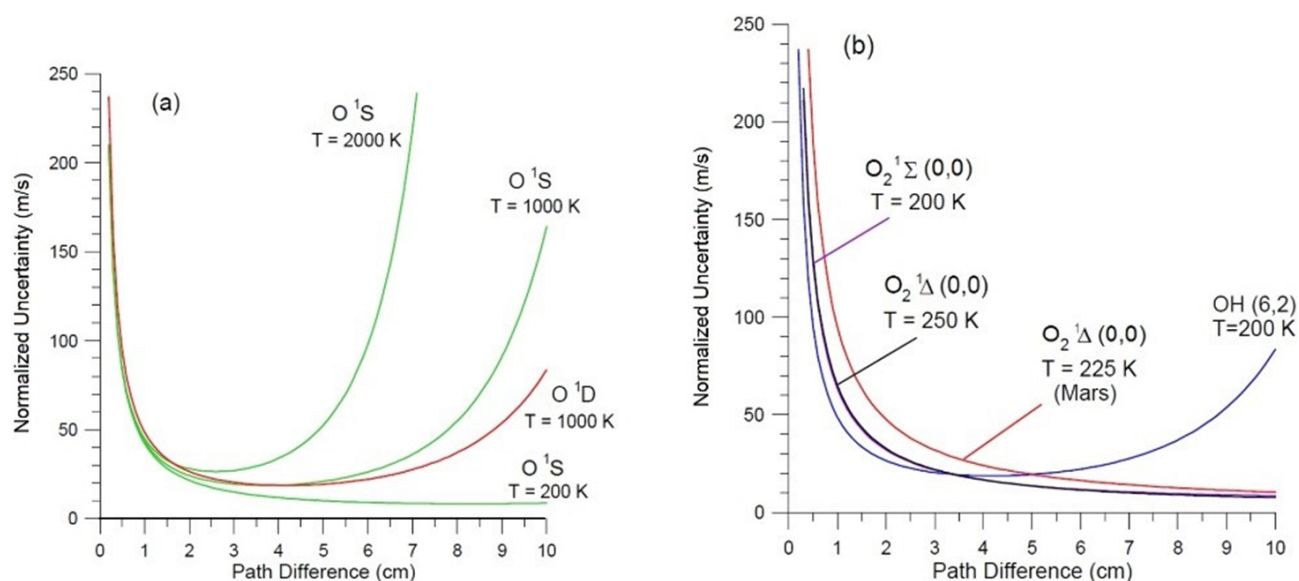 (a)
Normalized Uncertainty (m/s)
250
200
150
100
50
0
O ¹S
T = 2000 K
O ¹S
T = 1000 K
O ¹D
T = 1000 K
O ¹S
T = 200 K
0 1 2 3 4 5 6 7 8 9 10
Path Difference (cm)
(b)
Normalized Uncertainty (m/s)
250
200
150
100
50
0
O₂ ¹Σ (0,0)
T = 200 K
O₂ ¹Δ (0,0)
T = 250 K
O₂ ¹Δ (0,0)
T = 225 K
(Mars)
OH (6,2)
T=200 K
0 1 2 3 4 5 6 7 8 9 10
Path Difference (cm)